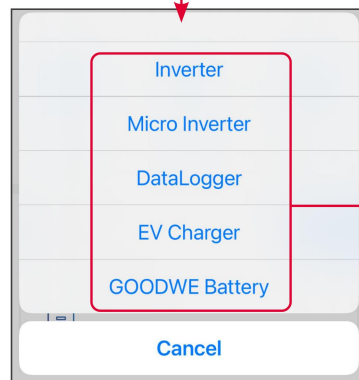 Inverter
Micro Inverter
DataLogger
EV Charger
GOODWE Battery
Cancel